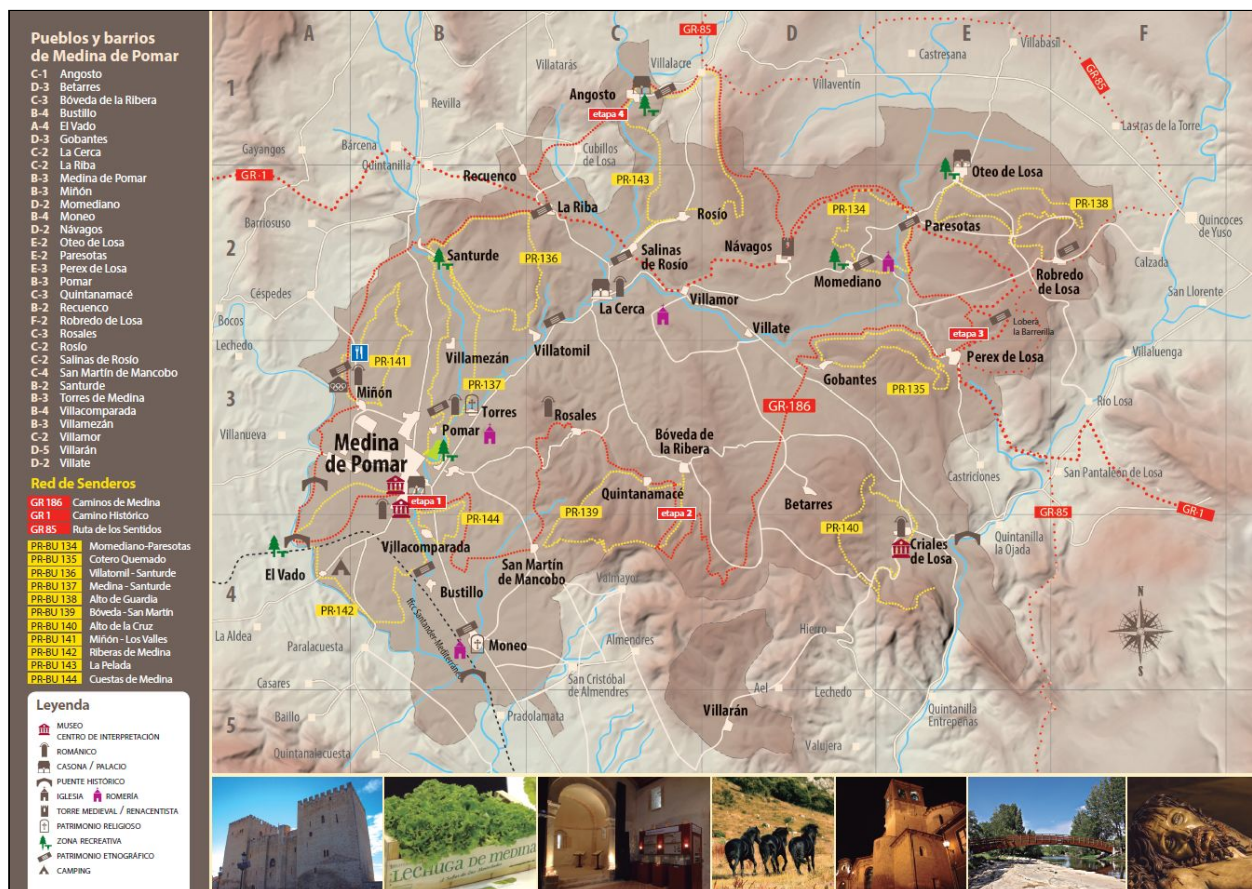 Pueblos y barrios
de Medina de Pomar
C-1 Angosto
D-3 Betarres
C-3 Bóveda de la Ribera
B-4 Bustillo
A-4 El Vado
D-3 Gobantes
C-2 La Cerca
C-2 La Riba
B-3 Medina de Pomar
B-3 Miñón
D-2 Momediano
B-4 Moneo
D-2 Návagos
E-2 Oteo de Losa
E-2 Paresotas
E-3 Perex de Losa
B-3 Pomar
C-3 Quintanamacé
B-2 Recuenco
F-2 Robredo de Losa
C-3 Rosales
C-2 Rosío
C-2 Salinas de Rosío
C-4 San Martín de Mancobo
B-2 Santurde
B-3 Torres de Medina
B-4 Villacomparada
B-3 Villamezán
C-2 Villamor
D-5 Villarán
D-2 Villate
Red de Senderos
GR 186 Caminos de Medina
GR 1 Camino Histórico
GR 85 Ruta de los Sentidos
PR-BU 134 Momediano-Paresotas
PR-BU 135 Cotero Quemado
PR-BU 136 Villatomil - Santurde
PR-BU 137 Medina - Santurde
PR-BU 138 Alto de Guardia
PR-BU 139 Bóveda - San Martín
PR-BU 140 Alto de la Cruz
PR-BU 141 Miñón - Los Valles
PR-BU 142 Riberas de Medina
PR-BU 143 La Pelada
PR-BU 144 Cuestas de Medina
Leyenda
MUSEO
CENTRO DE INTERPRETACIÓN
ROMÁNICO
CASONA / PALACIO
PUENTE HISTÓRICO
IGLESIA ROMERÍA
TORRE MEDIEVAL / RENACENTISTA
PATRIMONIO RELIGIOSO
ZONA RECREATIVA
PATRIMONIO ETNOGRÁFICO
CAMPING
A B C D E F
1
2
3
4
5
GR-85
Villalacre
Villatarás
Castresana
Villabasil
Villaventín
GR-85
Angosto
etapa 4
Revilla
Lastras de la Torre
Gayangos
Bárcena
Quintanilla
Cubillos
de Losa
GR-1
Recuenco
PR-143
Oteo de Losa
La Riba
Rosío
PR-134
PR-138
Barriosuso
Paresotas
Quincoces
de Yuso
Santurde
PR-136
Salinas
de Rosío
Návagos
Momediano
Robredo
de Losa
Calzada
Céspedes
La Cerca
Villamor
San Llorente
Bocos
Lechedo
Villate
Lobera
la Barrerilla
etapa 3
Villamezán
Villatomil
PR-141
Perex de Losa
Villaluenga
Gobantes
PR-135
Miñón
PR-137
Torres
Rosales
GR-186
Río Losa
Villanueva
Pomar
Medina
de Pomar
Bóveda de
la Ribera
Castriciones
San Pantaleón de Losa
Quintanamacé
Betarres
etapa 1
etapa 2
GR-85
GR-1
PR-144
PR-139
PR-140
Villacomparada
Criales
de Losa
Quintanilla
la Ojada
El Vado
San Martín
de Mancobo
Valmayor
Bustillo
PR-142
ffcc Santander-Mediterráneo
La Aldea
Paralacuesta
Moneo
Almendres
Hierro
N
S
Casares
San Cristóbal
de Almendres
Ael
Lechedo
Baillo
Pradolamata
Villarán
Quintanilla
Entrepeñas
Quintanalacuesta
Valujera
LECHUGA DE MEDINA